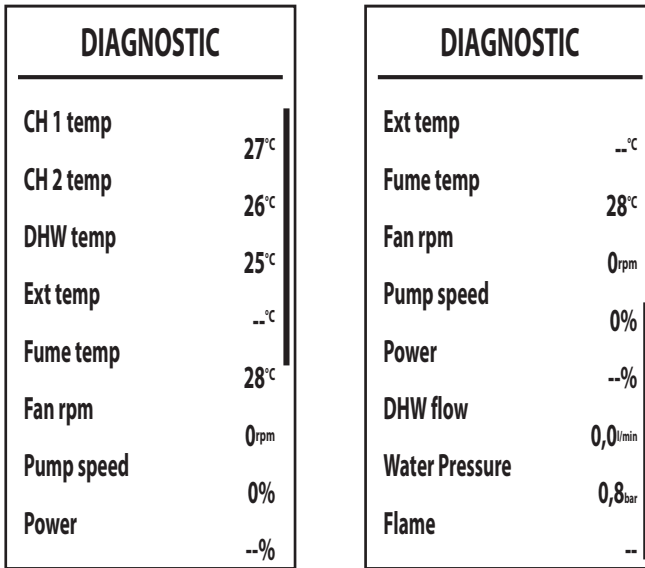 DIAGNOSTIC
CH 1 temp
27°C
CH 2 temp
26°C
DHW temp
25°C
Ext temp
--°C
Fume temp
28°C
Fan rpm
0rpm
Pump speed
0%
Power
--%
DIAGNOSTIC
Ext temp
--°C
Fume temp
28°C
Fan rpm
0rpm
Pump speed
0%
Power
--%
DHW flow
0,0l/min
Water Pressure
0,8bar
Flame
--